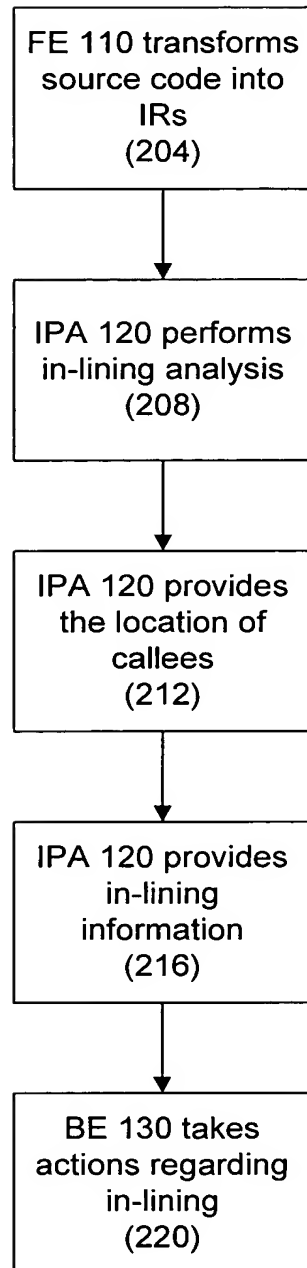 FE 110 transforms
source code into
IRs
(204)
IPA 120 performs
in-lining analysis
(208)
IPA 120 provides
the location of
callees
(212)
IPA 120 provides
in-lining
information
(216)
BE 130 takes
actions regarding
in-lining
(220)